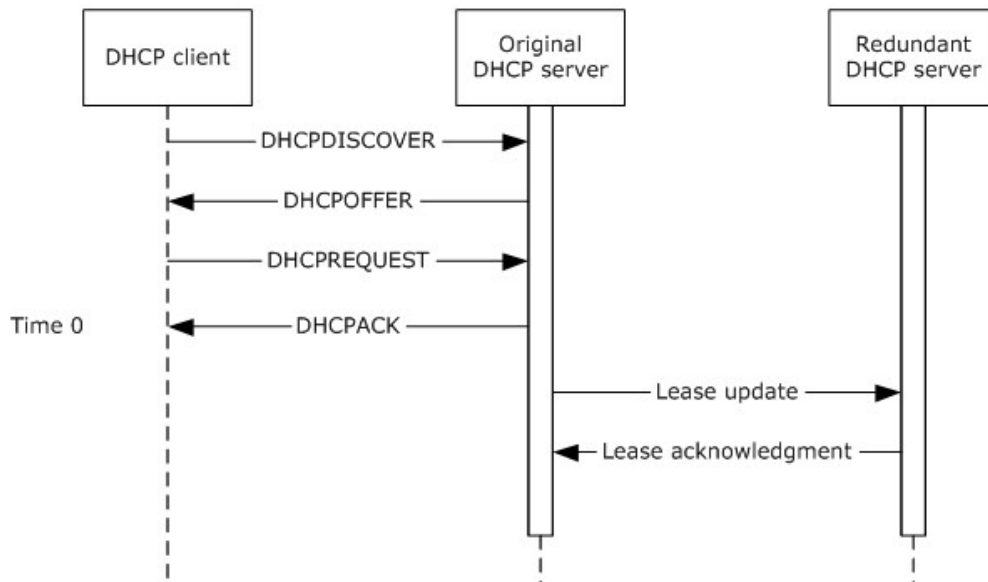 DHCP client
Original
DHCP server
Redundant
DHCP server
DHCPDISCOVER
DHCPOFFER
DHCPREQUEST
Time 0
DHCPACK
Lease update
Lease acknowledgment